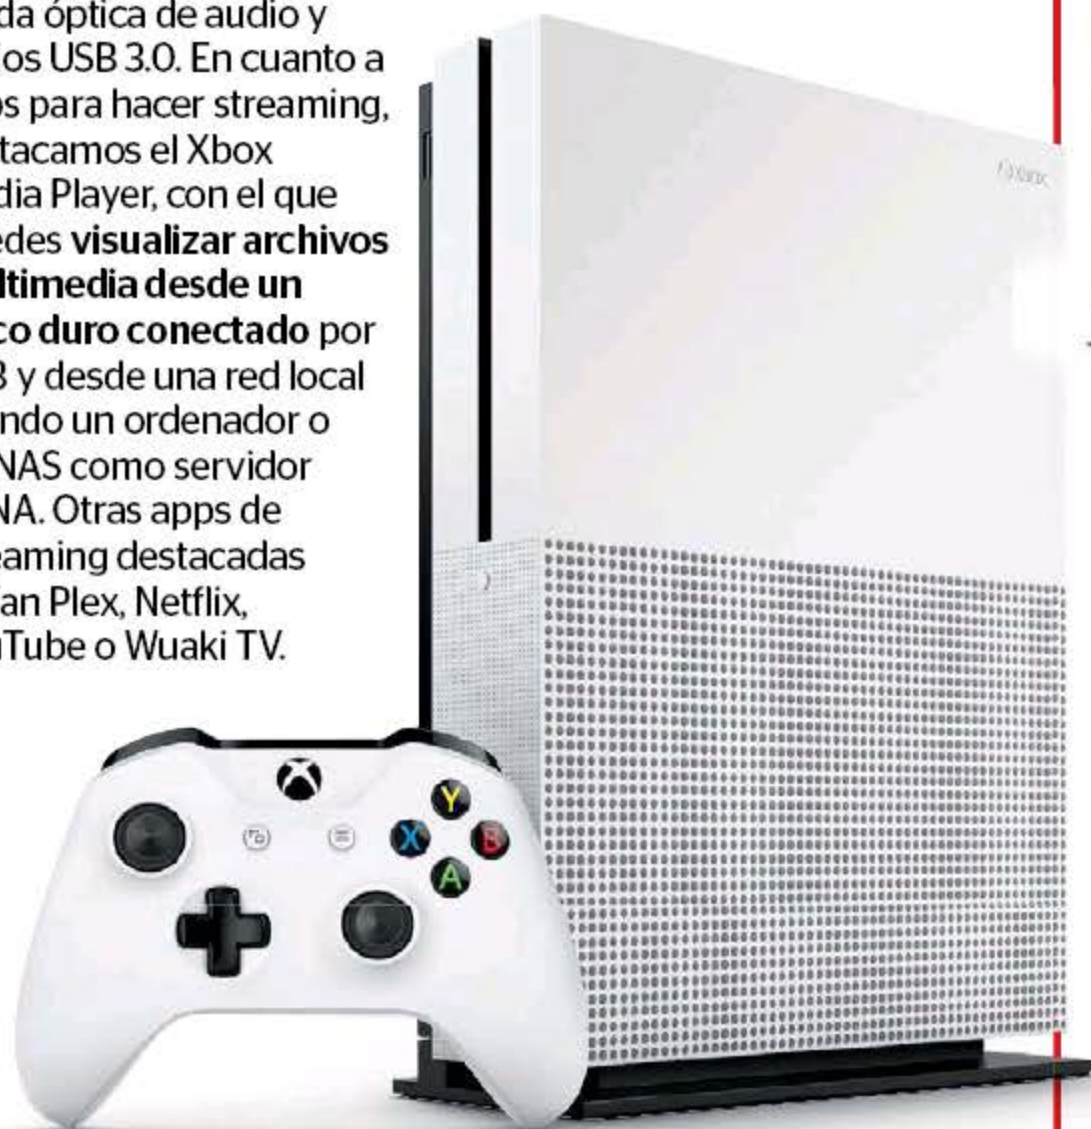 da óptica de audio y
os USB 3.0. En cuanto a
s para hacer streaming,
tacamos el Xbox
dia Player, con el que
edes visualizar archivos
ltimedia desde un
co duro conectado por
B y desde una red local
ndo un ordenador o
NAS como servidor
NA. Otras apps de
eaming destacadas
an Plex, Netflix,
uTube o Wuaki TV.
XBOX
Y
X B
A